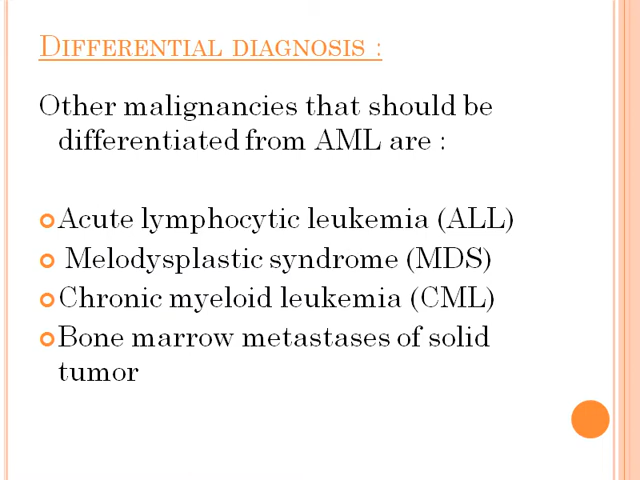 DIFFERENTIAL DIAGNOSIS :
Other malignancies that should be
differentiated from AML are :
Acute lymphocytic leukemia (ALL)
Melodysplastic syndrome (MDS)
Chronic myeloid leukemia (CML)
Bone marrow metastases of solid
tumor